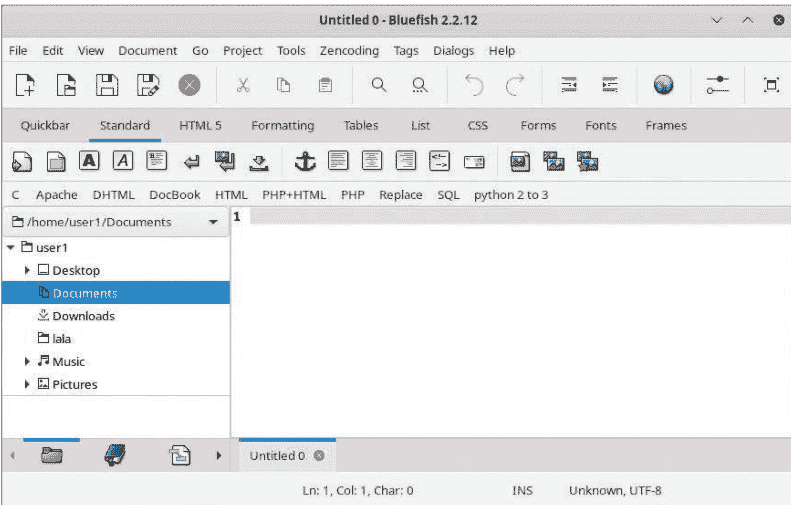 Untitled 0 - Bluefish 2.2.12
File Edit View Document Go Project Tools Zencoding Tags Dialogs Help
Quickbar Standard HTML 5 Formatting Tables List CSS Forms Fonts Frames
A A
C Apache DHTML DocBook HTML PHP+HTML PHP Replace SQL python 2 to 3
/home/user1/Documents
1
user1
Desktop
Documents
Downloads
lala
Music
Pictures
Untitled 0
Ln: 1, Col: 1, Char: 0 INS Unknown, UTF-8